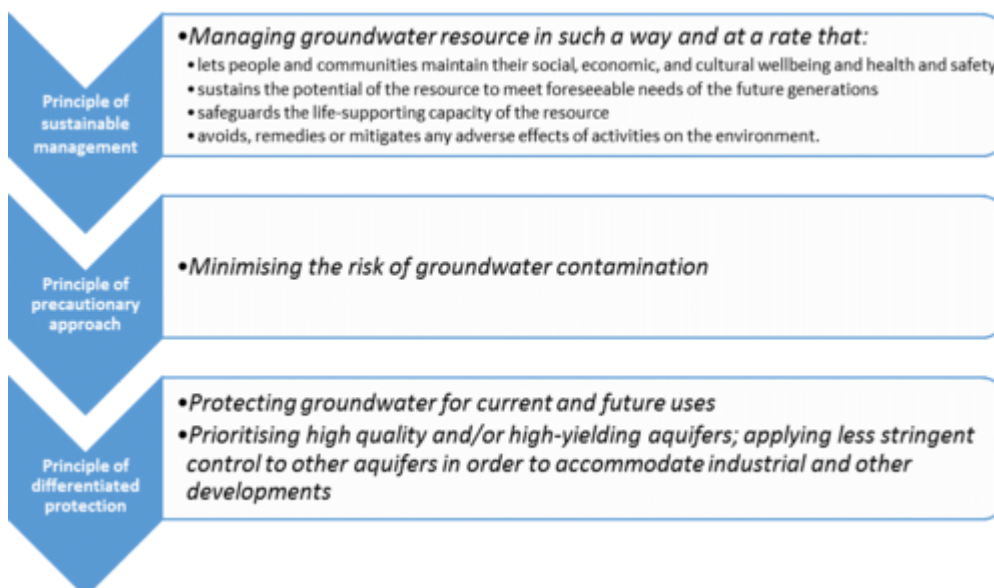 Principle of
sustainable
management
•Managing groundwater resource in such a way and at a rate that:
•lets people and communities maintain their social, economic, and cultural wellbeing and health and safety
•sustains the potential of the resource to meet foreseeable needs of the future generations
•safeguards the life-supporting capacity of the resource
•avoids, remedies or mitigates any adverse effects of activities on the environment.
Principle of
precautionary
approach
•Minimising the risk of groundwater contamination
Principle of
differentiated
protection
•Protecting groundwater for current and future uses
•Prioritising high quality and/or high-yielding aquifers; applying less stringent
control to other aquifers in order to accommodate industrial and other
developments